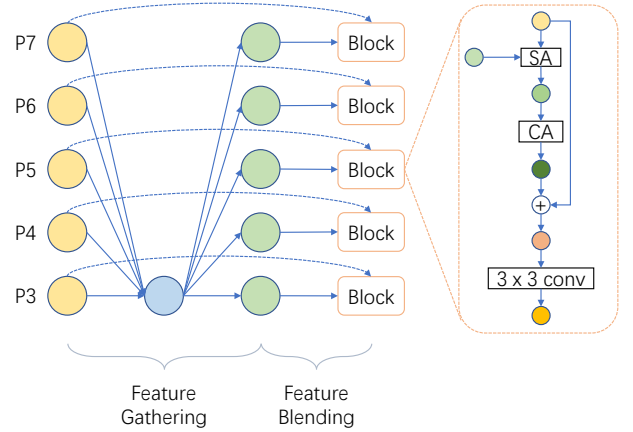 P7
Block
P6
Block
P5
Block
P4
Block
P3
Block
Feature
Gathering
Feature
Blending
SA
CA
+
3 x 3 conv